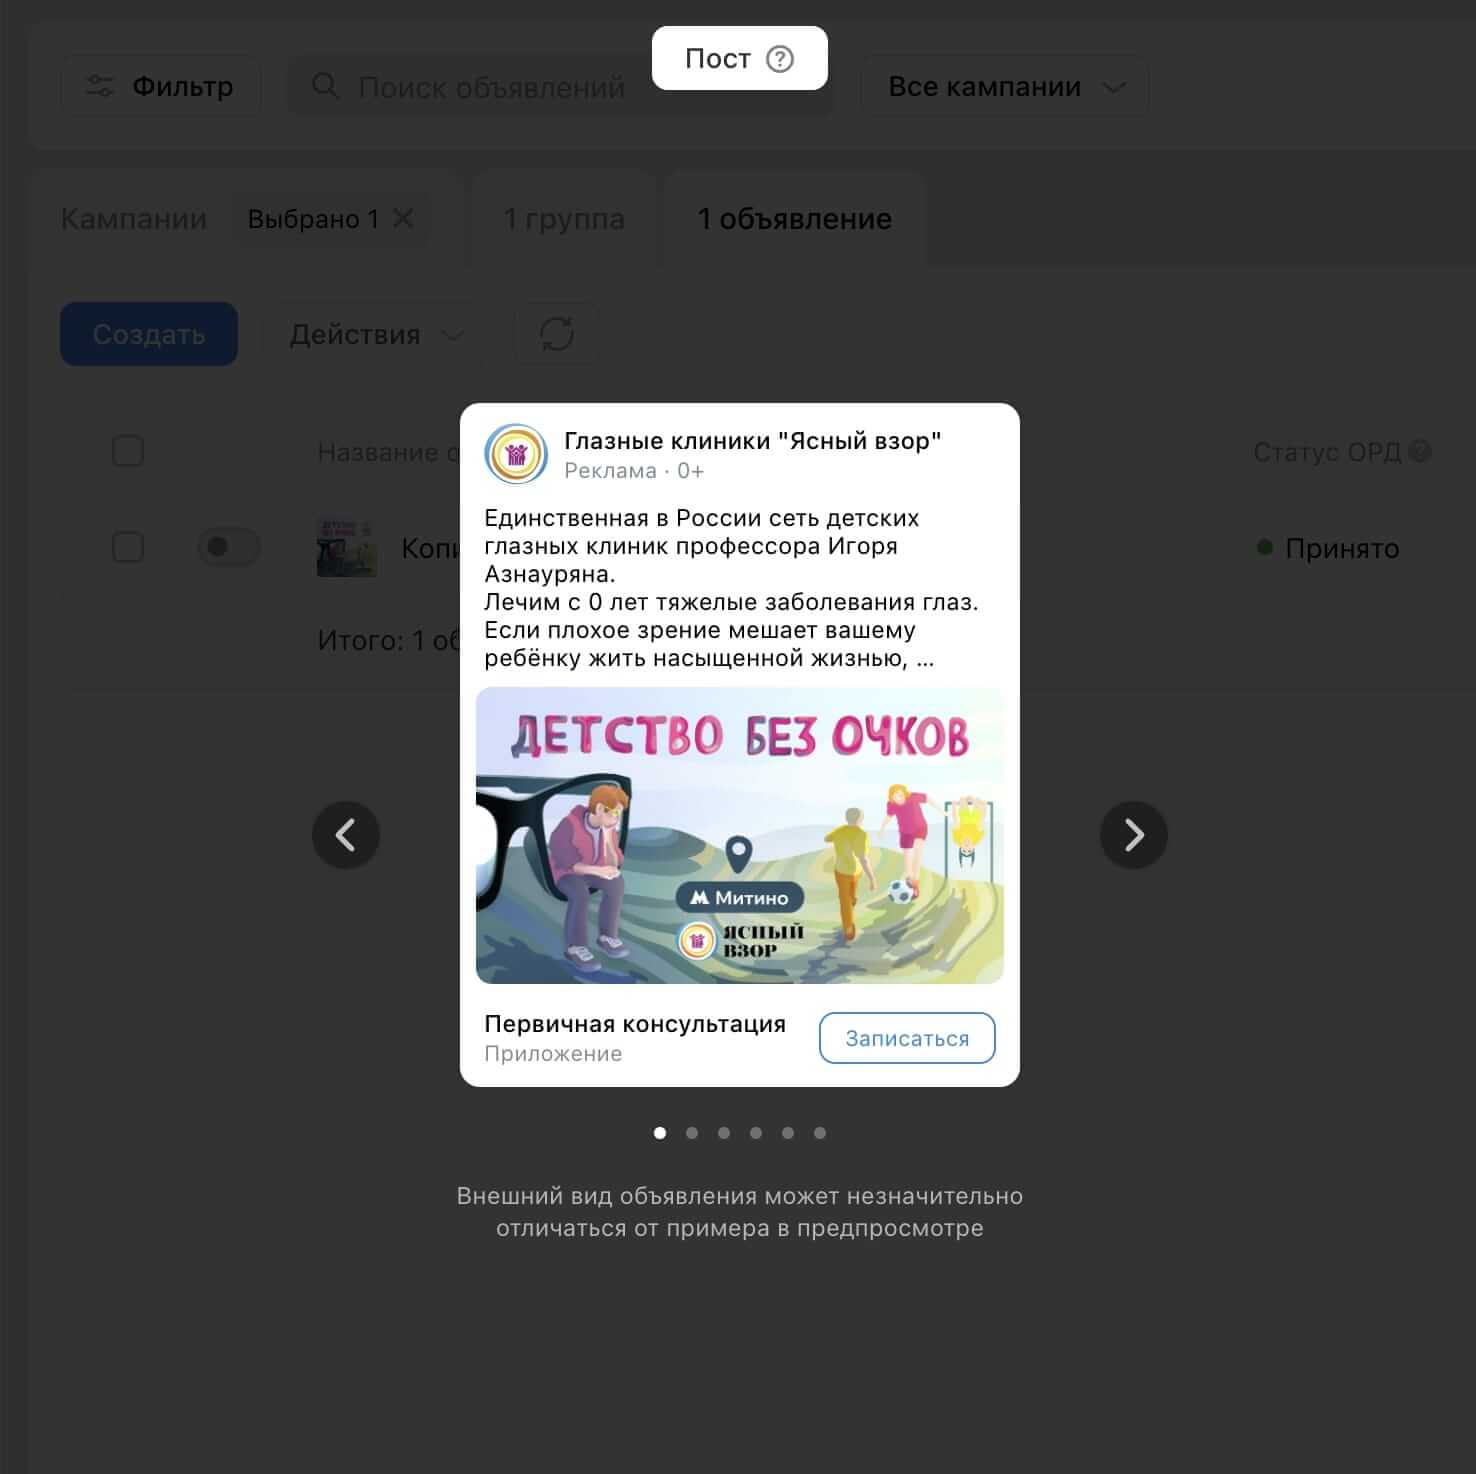 Пост
Фильтр
Поиск объявлений
Все кампании
Кампании
Выбрано 1
1 группа
1 объявление
Создать
Действия
Название
Статус ОРД
Принято
Итого: 1
Глазные клиники "Ясный взор"
Реклама · 0+
Единственная в России сеть детских
глазных клиник профессора Игоря
Азнауряна.
Лечим с 0 лет тяжелые заболевания глаз.
Если плохое зрение мешает вашему
ребёнку жить насыщенной жизнью, ...
ДЕТСТВО БЕЗ ОЧКОВ
Митино
ЯСНЫЙ
ВЗОР
Первичная консультация
Приложение
Записаться
Внешний вид объявления может незначительно
отличаться от примера в предпросмотре